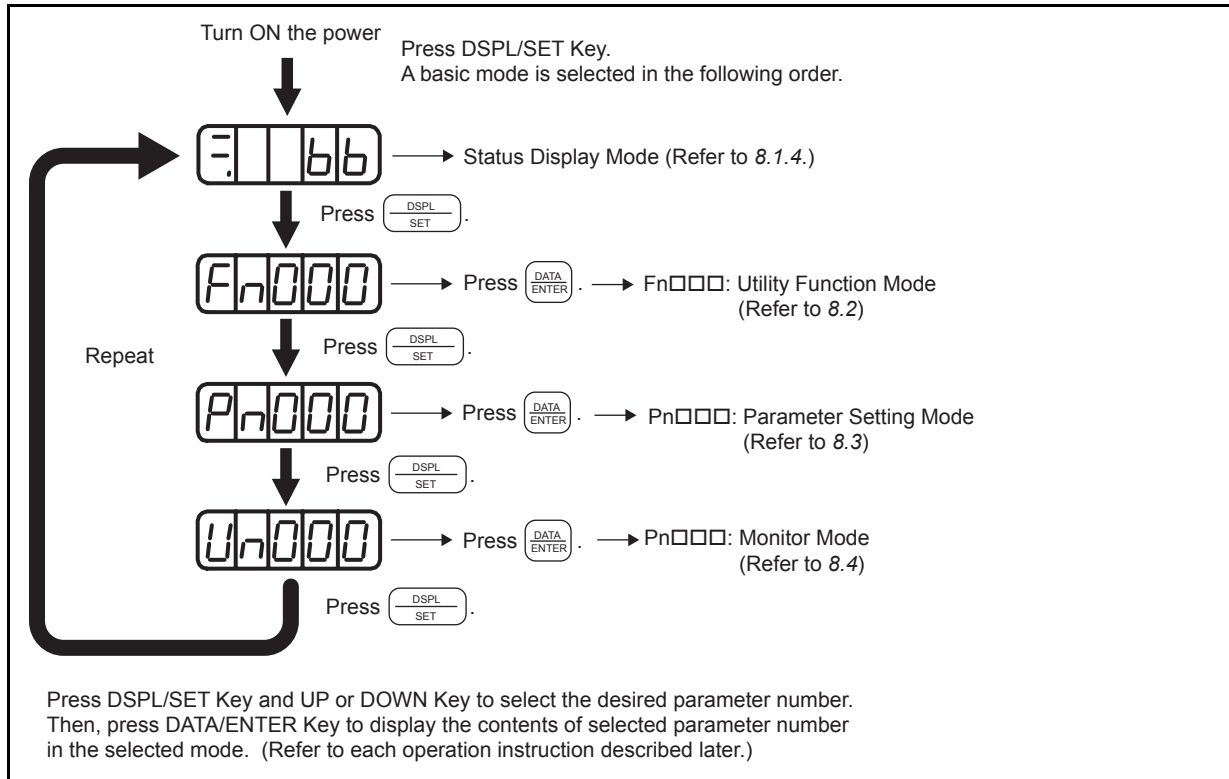 Turn ON the power
Press DSPL/SET Key.
A basic mode is selected in the following order.
bb
Status Display Mode (Refer to 8.1.4.)
Press DSPL SET .
Fn000
Press DATA ENTER . Fn□□□: Utility Function Mode
(Refer to 8.2)
Repeat
Press DSPL SET .
Pn000
Press DATA ENTER . Pn□□□: Parameter Setting Mode
(Refer to 8.3)
Press DSPL SET .
Un000
Press DATA ENTER . Pn□□□: Monitor Mode
(Refer to 8.4)
Press DSPL SET .
Press DSPL/SET Key and UP or DOWN Key to select the desired parameter number.
Then, press DATA/ENTER Key to display the contents of selected parameter number
in the selected mode. (Refer to each operation instruction described later.)